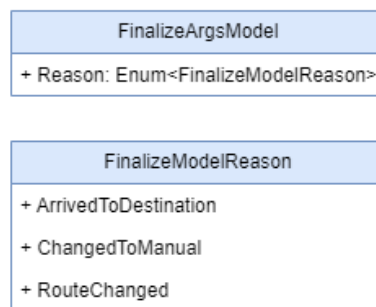 FinalizeArgsModel
+ Reason: Enum<FinalizeModelReason>
FinalizeModelReason
+ ArrivedToDestination
+ ChangedToManual
+ RouteChanged